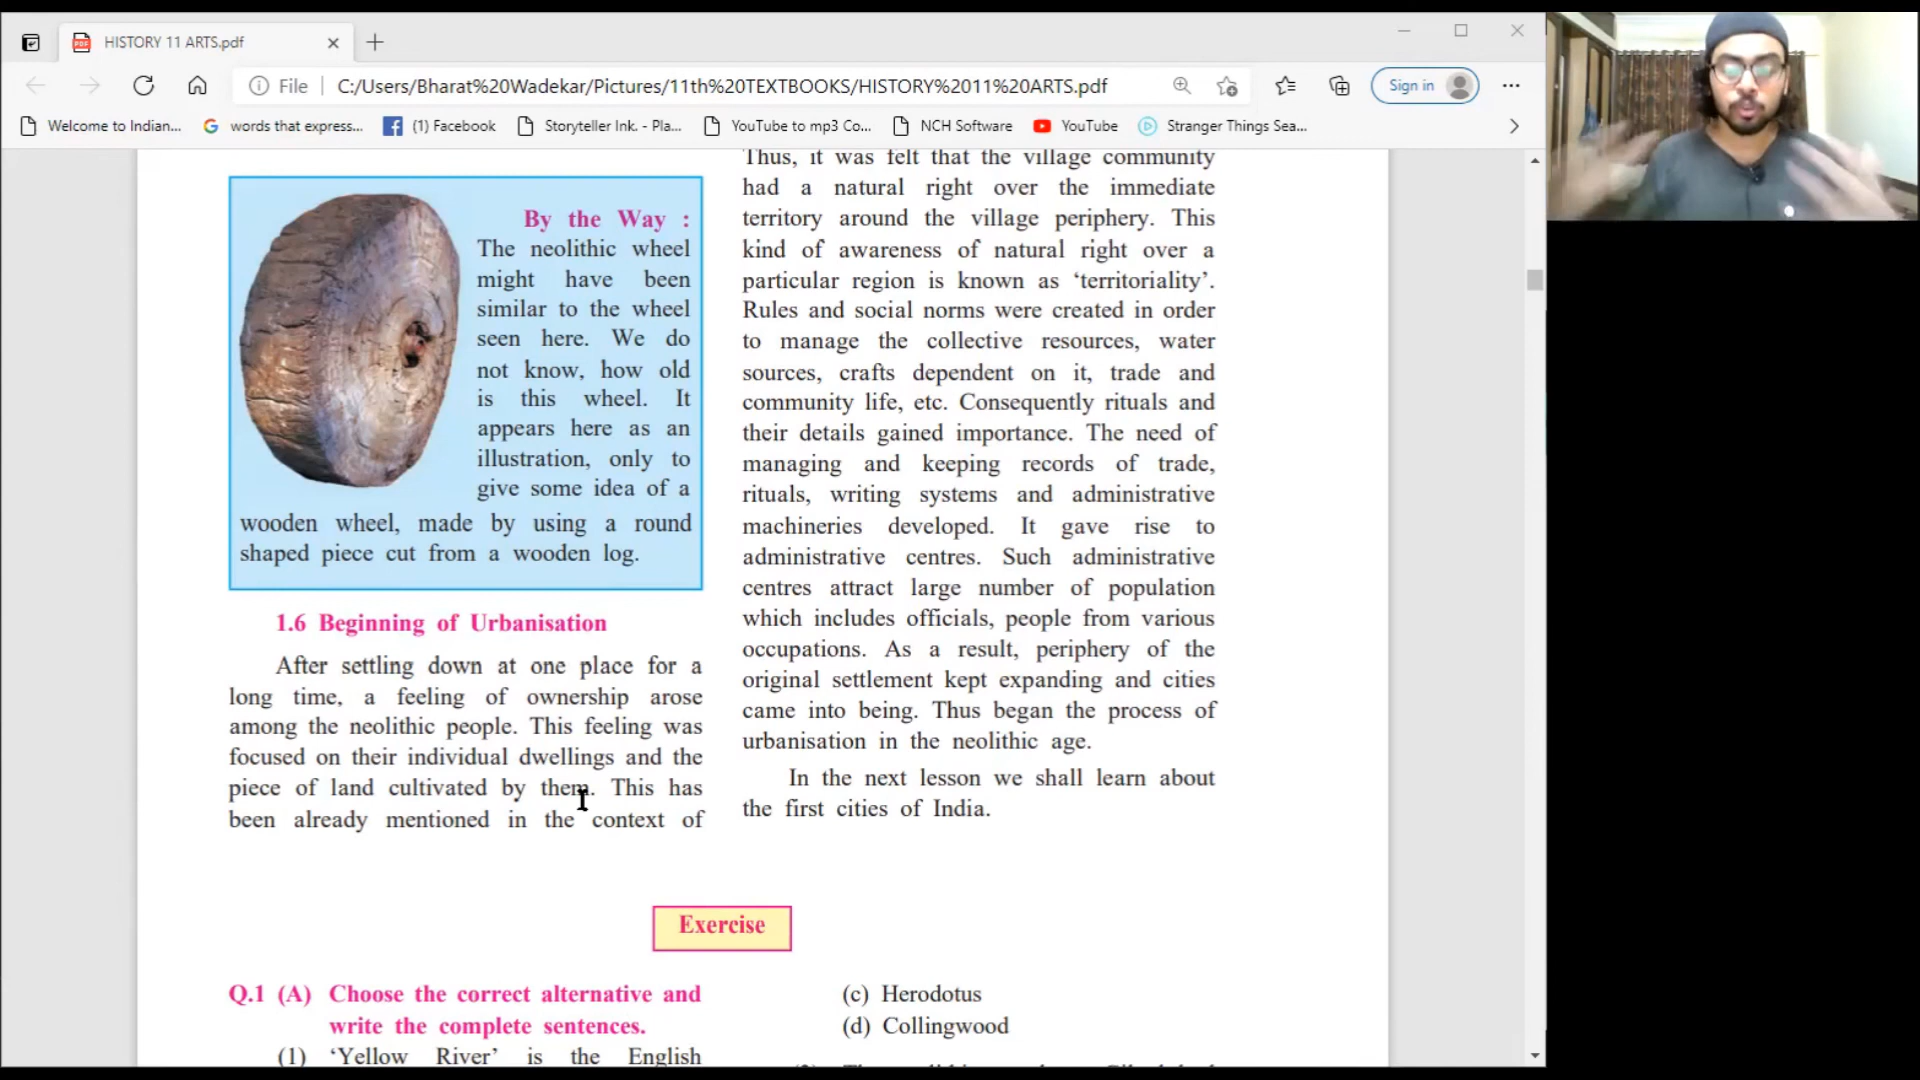 HISTORY 11 ARTS.pdf
File
C:/Users/Bharat%20Wadekar/Pictures/11th%20TEXTBOOKS/HISTORY%2011%20ARTS.pdf
Sign in
Welcome to Indian...
words that express...
(1) Facebook
Storyteller Ink. - Pla...
YouTube to mp3 Co...
NCH Software
YouTube
Stranger Things Sea...
By the Way :
The neolithic wheel
might have been
similar to the wheel
seen here. We do
not know, how old
is this wheel. It
appears here as an
illustration, only to
give some idea of a
wooden wheel, made by using a round
shaped piece cut from a wooden log.
1.6 Beginning of Urbanisation
After settling down at one place for a
long time, a feeling of ownership arose
among the neolithic people. This feeling was
focused on their individual dwellings and the
piece of land cultivated by them. This has
been already mentioned in the context of
Thus, it was felt that the village community
had a natural right over the immediate
territory around the village periphery. This
kind of awareness of natural right over a
particular region is known as ‘territoriality’.
Rules and social norms were created in order
to manage the collective resources, water
sources, crafts dependent on it, trade and
community life, etc. Consequently rituals and
their details gained importance. The need of
managing and keeping records of trade,
rituals, writing systems and administrative
machineries developed. It gave rise to
administrative centres. Such administrative
centres attract large number of population
which includes officials, people from various
occupations. As a result, periphery of the
original settlement kept expanding and cities
came into being. Thus began the process of
urbanisation in the neolithic age.
In the next lesson we shall learn about
the first cities of India.
Exercise
Q.1 (A) Choose the correct alternative and
write the complete sentences.
(1) ‘Yellow River’ is the English
(c) Herodotus
(d) Collingwood